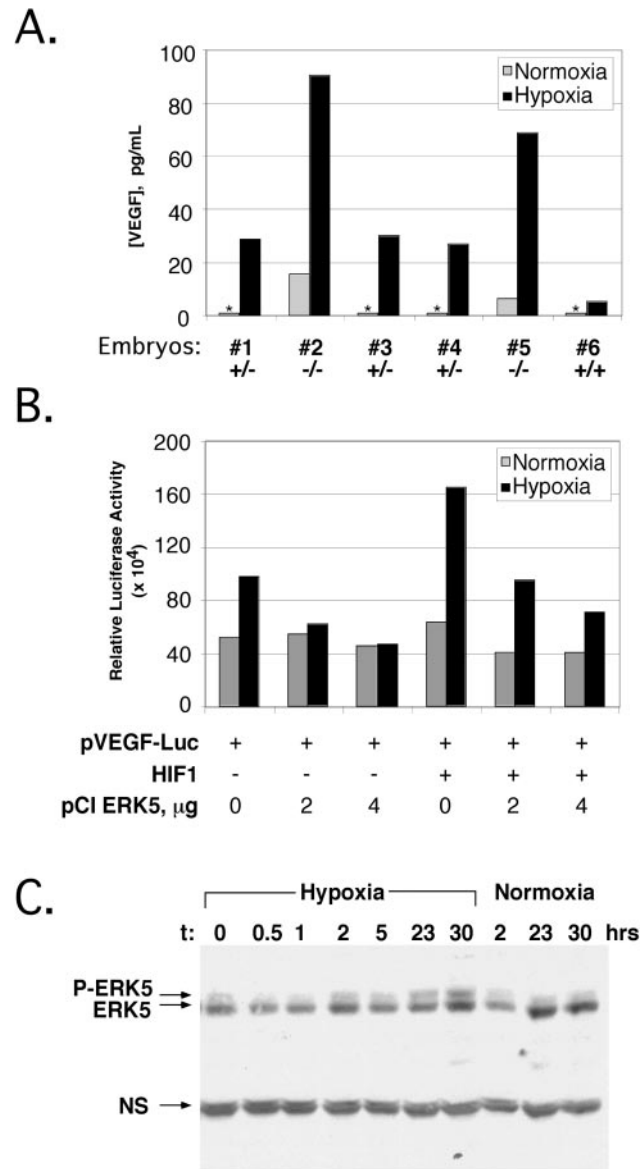 A.
100
80
60
40
20
0
[VEGF], pg/mL
Normoxia
Hypoxia
* * * *
Embryos: #1 #2 #3 #4 #5 #6
+/- -/- +/- +/- -/- +/+
B.
200
160
120
80
40
0
Relative Luciferase Activity
(x 10⁴)
Normoxia
Hypoxia
pVEGF-Luc + + + + + +
HIF1 - - - + + +
pCI ERK5, μg 0 2 4 0 2 4
C.
Hypoxia Normoxia
t: 0 0.5 1 2 5 23 30 2 23 30 hrs
P-ERK5
ERK5
NS